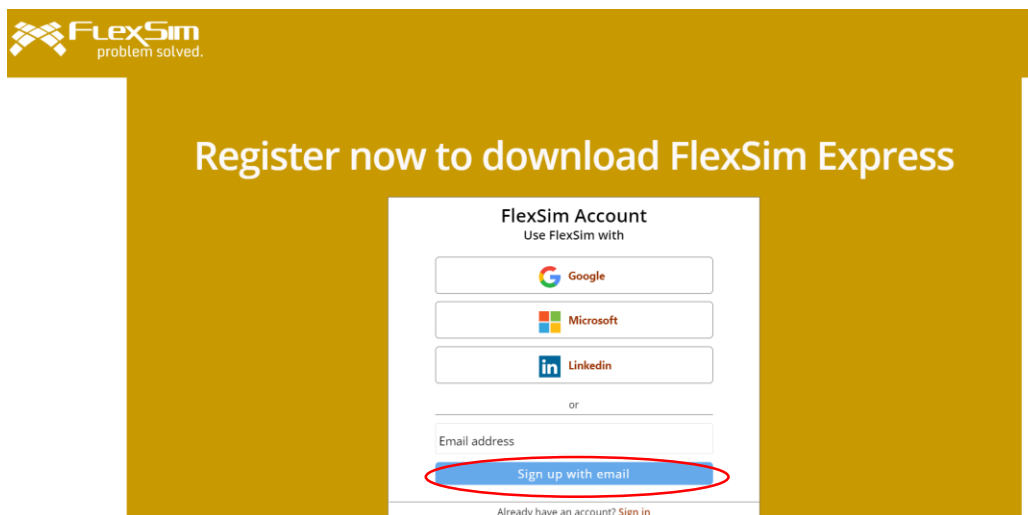 FlexSim
problem solved.
Register now to download FlexSim Express
FlexSim Account
Use FlexSim with
Google
Microsoft
in Linkedin
or
Email address
Sign up with email
Already have an account? Sign in